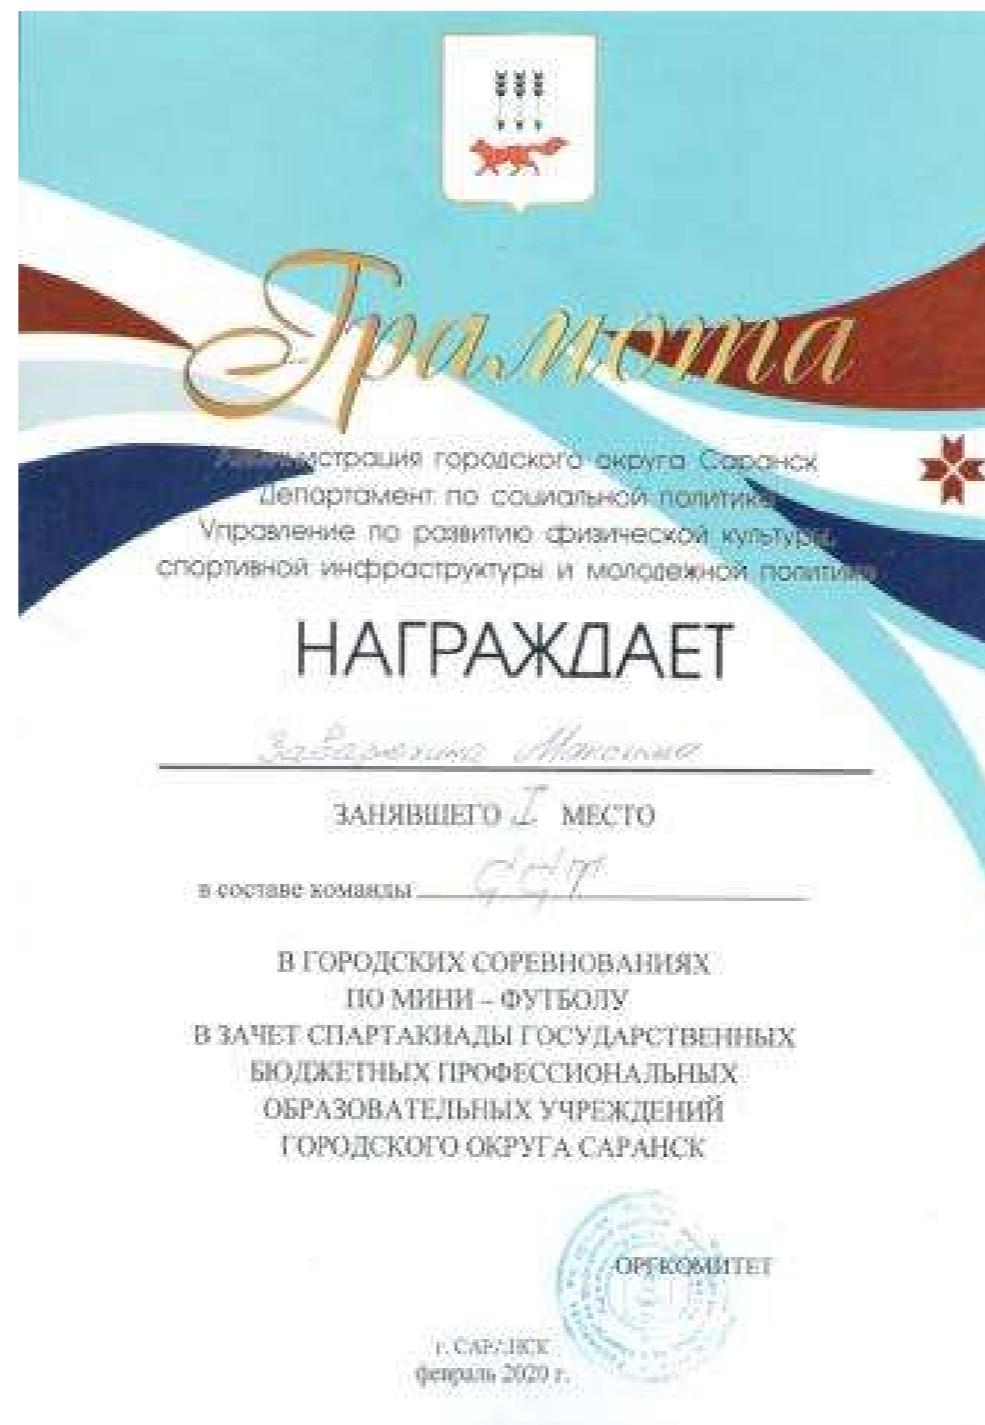 Грамота
Администрация городского округа Саранск
Департамент по социальной политике
Управление по развитию физической культуры,
спортивной инфраструктуры и молодежной политики
НАГРАЖДАЕТ
Заварюхина Максима
ЗАНЯВШЕГО I МЕСТО
в составе команды
В ГОРОДСКИХ СОРЕВНОВАНИЯХ
ПО МИНИ – ФУТБОЛУ
В ЗАЧЕТ СПАРТАКИАДЫ ГОСУДАРСТВЕННЫХ
БЮДЖЕТНЫХ ПРОФЕССИОНАЛЬНЫХ
ОБРАЗОВАТЕЛЬНЫХ УЧРЕЖДЕНИЙ
ГОРОДСКОГО ОКРУГА САРАНСК
ОРГКОМИТЕТ
г. САРАНСК
февраль 2020 г.